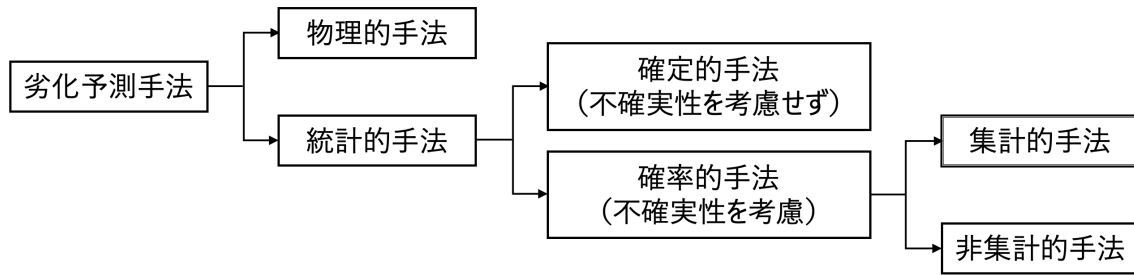 物理的手法
劣化予測手法
確定的手法
（不確実性を考慮せず）
統計的手法
集計的手法
確率的手法
（不確実性を考慮）
非集計的手法